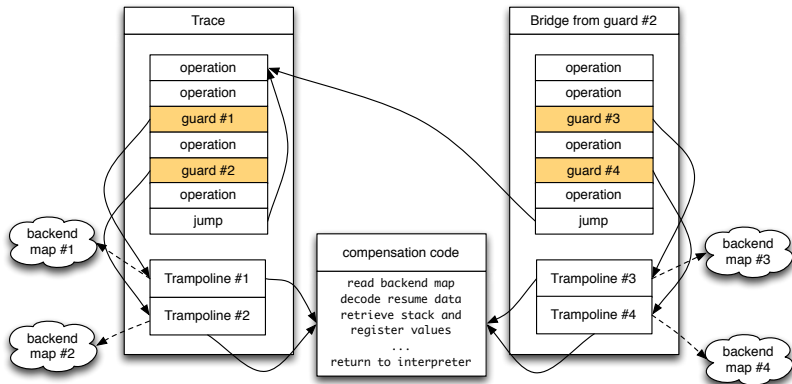 Trace
operation
operation
guard #1
operation
guard #2
operation
jump
Trampoline #1
Trampoline #2
backend
map #1
backend
map #2
compensation code
read backend map
decode resume data
retrieve stack and
register values
...
return to interpreter
Bridge from guard #2
operation
operation
guard #3
operation
guard #4
operation
jump
Trampoline #3
Trampoline #4
backend
map #3
backend
map #4